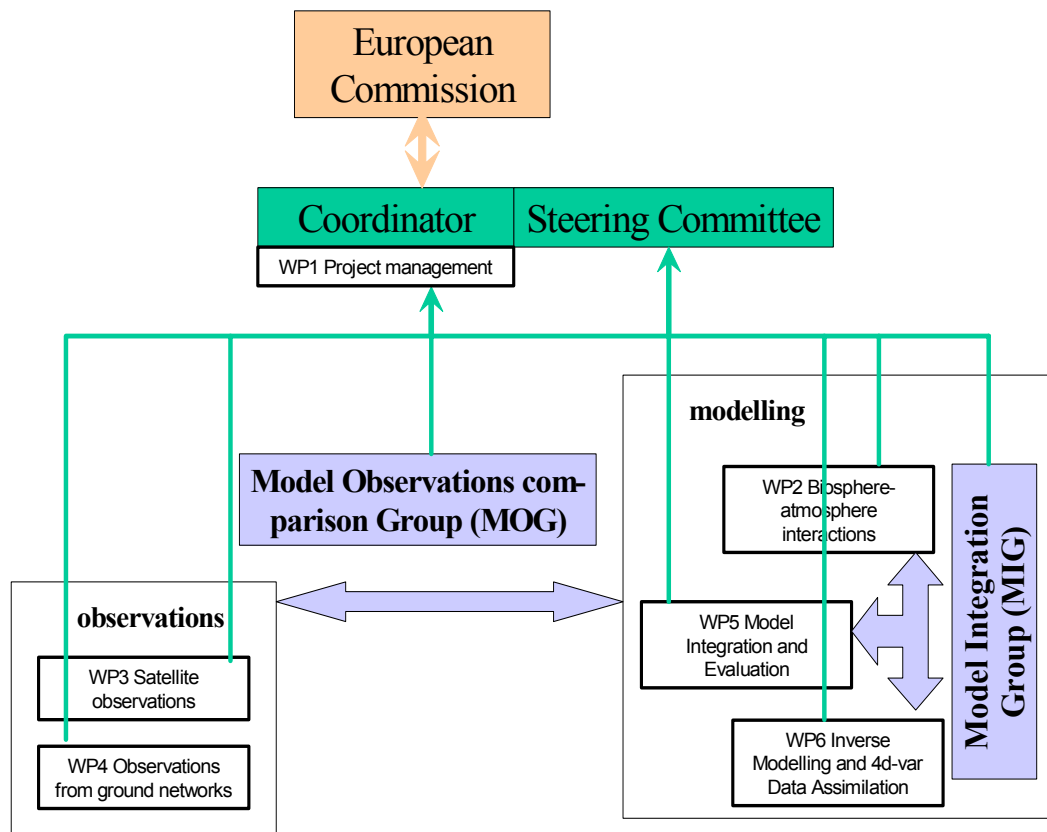 European
Commission
Coordinator
Steering Committee
WP1 Project management
modelling
Model Observations com-
parison Group (MOG)
WP2 Biosphere-
atmosphere
interactions
Model Integration
Group (MIG)
observations
WP5 Model
Integration and
Evaluation
WP3 Satellite
observations
WP6 Inverse
Modelling and 4d-var
Data Assimilation
WP4 Observations
from ground networks